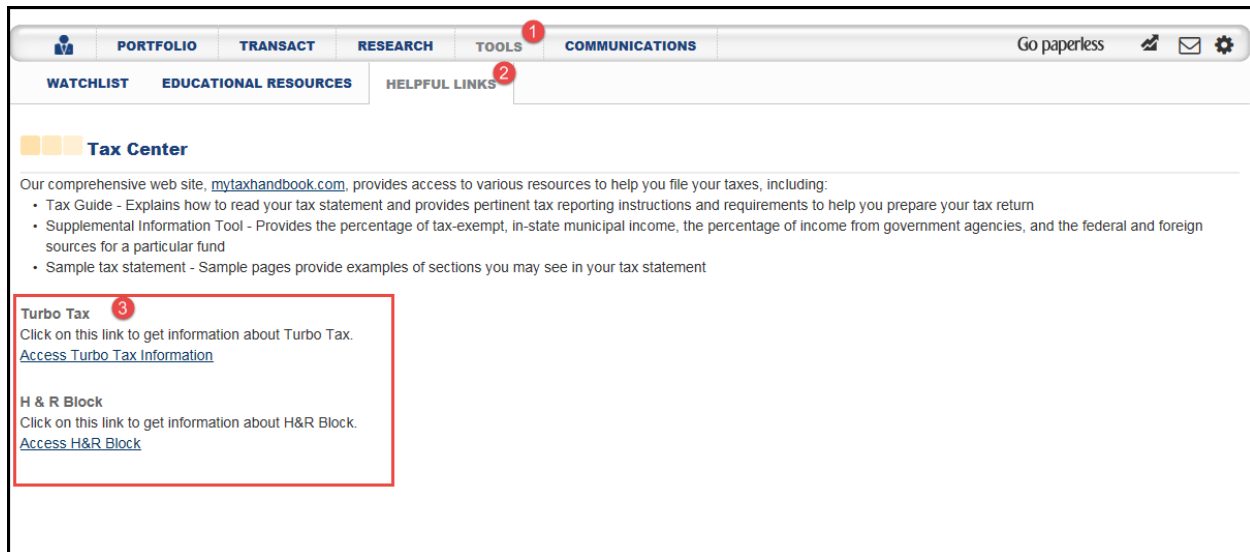 PORTFOLIO TRANSACT RESEARCH TOOLS 1 COMMUNICATIONS Go paperless
WATCHLIST EDUCATIONAL RESOURCES HELPFUL LINKS 2
Tax Center
Our comprehensive web site, mytaxhandbook.com, provides access to various resources to help you file your taxes, including:
• Tax Guide - Explains how to read your tax statement and provides pertinent tax reporting instructions and requirements to help you prepare your tax return
• Supplemental Information Tool - Provides the percentage of tax-exempt, in-state municipal income, the percentage of income from government agencies, and the federal and foreign
sources for a particular fund
• Sample tax statement - Sample pages provide examples of sections you may see in your tax statement
Turbo Tax 3
Click on this link to get information about Turbo Tax.
Access Turbo Tax Information
H & R Block
Click on this link to get information about H&R Block.
Access H&R Block